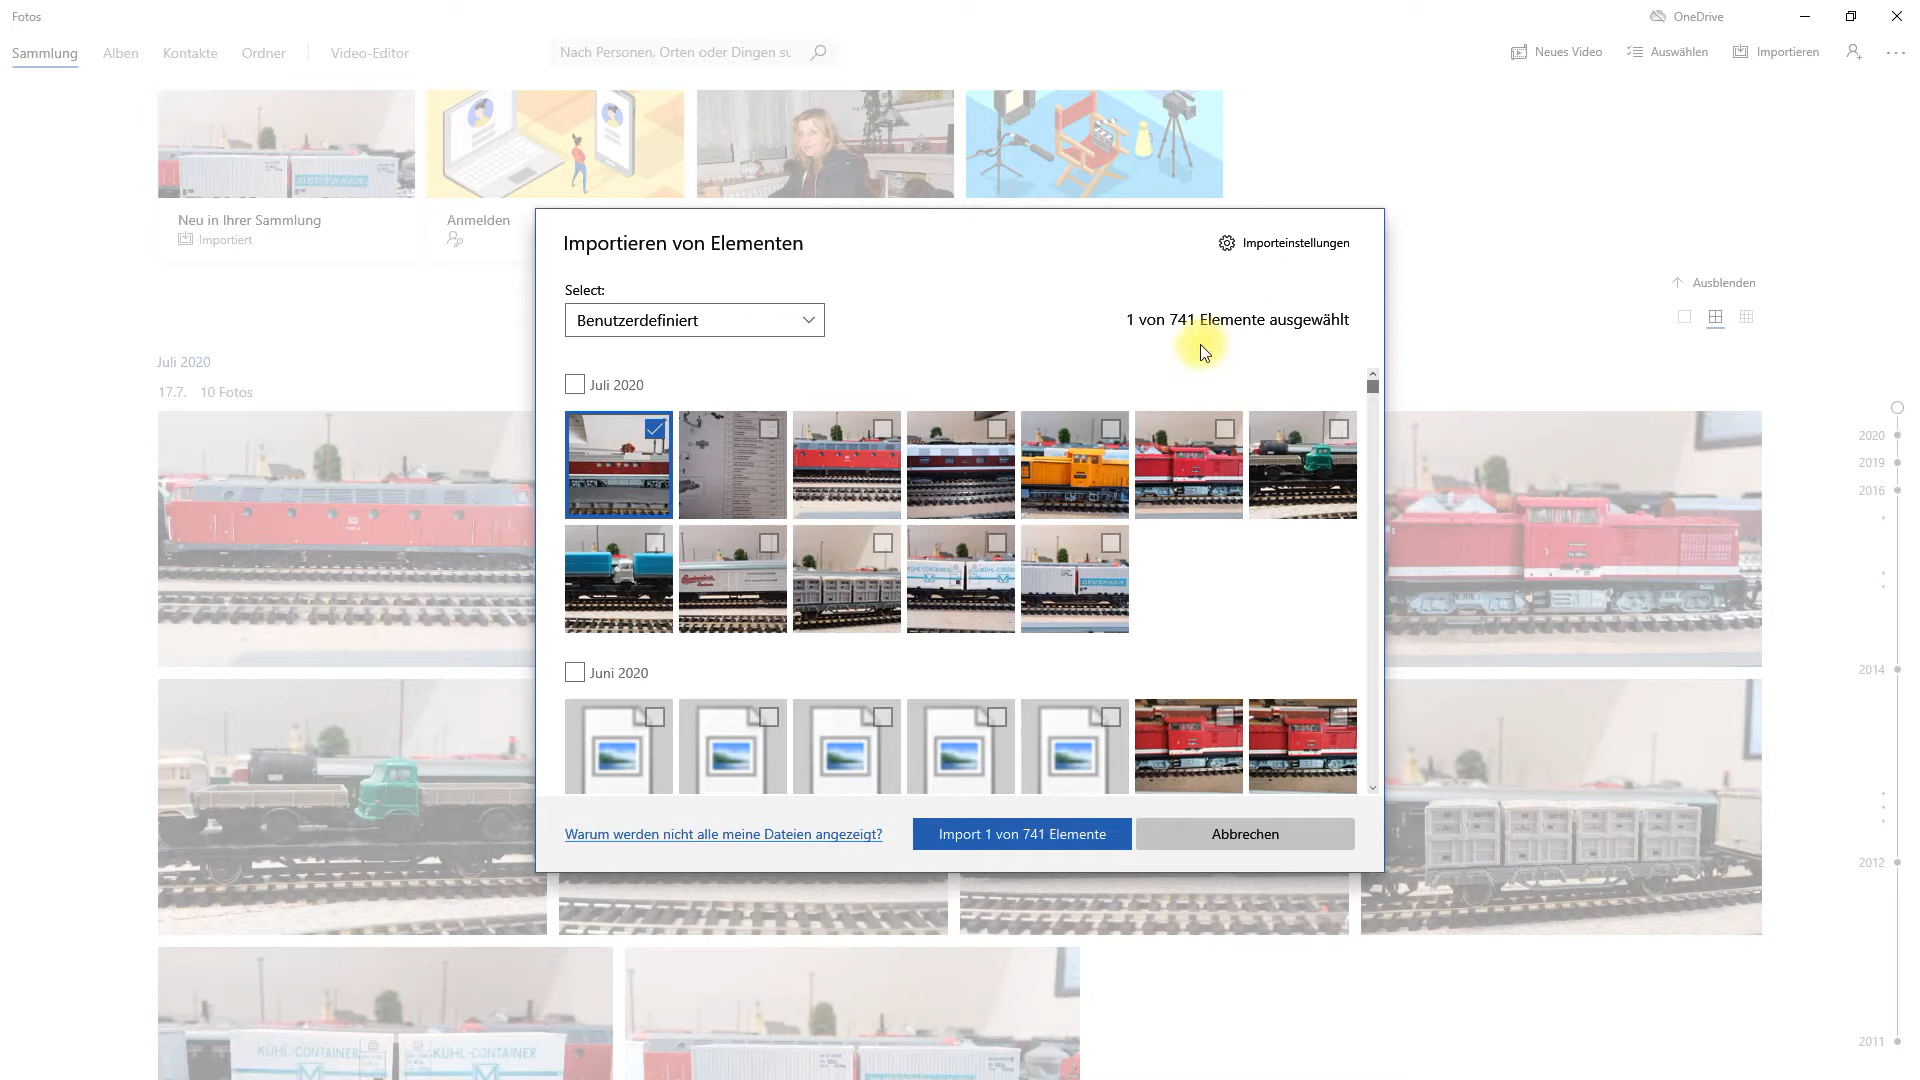 Fotos
OneDrive
Sammlung
Alben
Kontakte
Ordner
Video-Editor
Nach Personen, Orten oder Dingen su
Neues Video
Auswählen
Importieren
Neu in Ihrer Sammlung
Importiert
Anmelden
Importieren von Elementen
Importeinstellungen
Select:
Benutzerdefiniert
1 von 741 Elemente ausgewählt
Ausblenden
Juli 2020
17.7. 10 Fotos
Juli 2020
Juni 2020
Warum werden nicht alle meine Dateien angezeigt?
Import 1 von 741 Elemente
Abbrechen
2020
2019
2016
2014
2012
2011
KÜHL-CONTAINER
KÜHL-CONTAINER